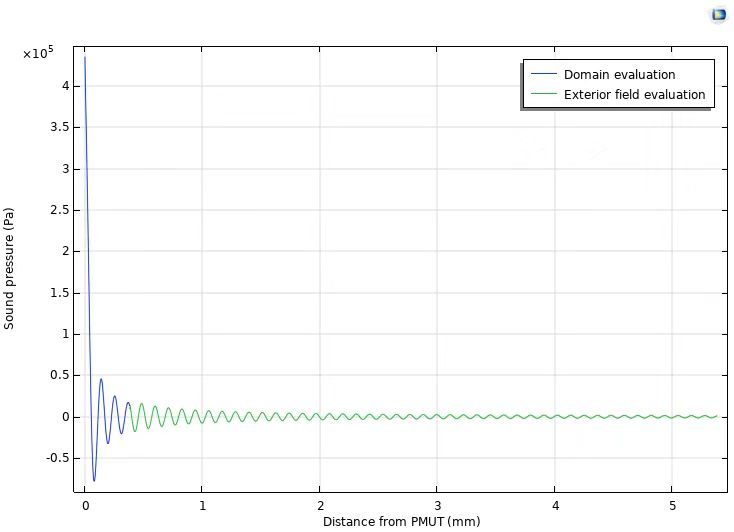 ×10⁵
Domain evaluation
Exterior field evaluation
4
3.5
3
2.5
2
1.5
1
0.5
0
-0.5
Sound pressure (Pa)
0 1 2 3 4 5
Distance from PMUT (mm)